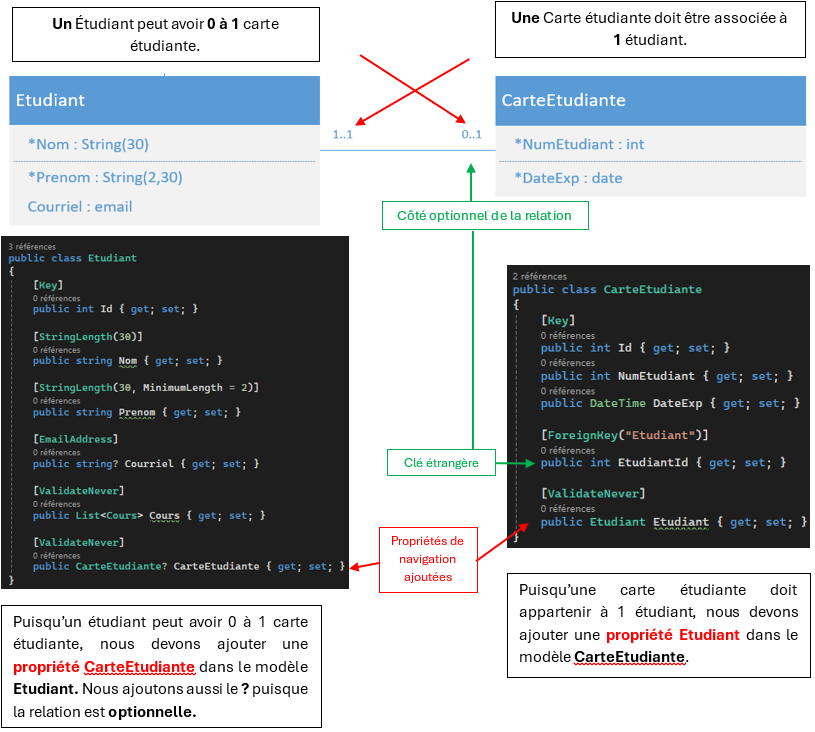 Un Étudiant peut avoir 0 à 1 carte
étudiante.
Une Carte étudiante doit être associée à
1 étudiant.
Etudiant
*Nom : String(30)
*Prenom : String(2,30)
Courriel : email
1..1
0..1
CarteEtudiante
*NumEtudiant : int
*DateExp : date
Côté optionnel de la relation
3 références
public class Etudiant
{
[Key]
0 références
public int Id { get; set; }
[StringLength(30)]
0 références
public string Nom { get; set; }
[StringLength(30, MinimumLength = 2)]
0 références
public string Prenom { get; set; }
[EmailAddress]
0 références
public string? Courriel { get; set; }
[ValidateNever]
0 références
public List<Cours> Cours { get; set; }
[ValidateNever]
0 références
public CarteEtudiante? CarteEtudiante { get; set; }
}
2 références
public class CarteEtudiante
{
[Key]
0 références
public int Id { get; set; }
0 références
public int NumEtudiant { get; set; }
0 références
public DateTime DateExp { get; set; }
[ForeignKey("Etudiant")]
0 références
public int EtudiantId { get; set; }
[ValidateNever]
0 références
public Etudiant Etudiant { get; set; }
}
Clé étrangère
Propriétés de
navigation
ajoutées
Puisqu'un étudiant peut avoir 0 à 1 carte
étudiante, nous devons ajouter une
propriété CarteEtudiante dans le modèle
Etudiant. Nous ajoutons aussi le ? puisque
la relation est optionnelle.
Puisqu'une carte étudiante doit
appartenir à 1 étudiant, nous devons
ajouter une propriété Etudiant dans le
modèle CarteEtudiante.